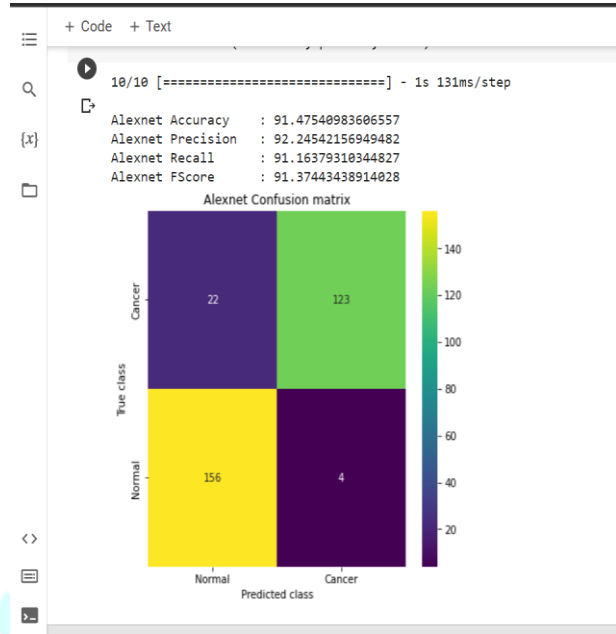 + Code + Text
10/10 [==============================] - 1s 131ms/step
Alexnet Accuracy : 91.47540983606557
Alexnet Precision : 92.24542156949482
Alexnet Recall : 91.16379310344827
Alexnet FScore : 91.37443438914028
Alexnet Confusion matrix
Cancer
22
123
Normal
156
4
True class
Normal
Cancer
Predicted class
140
120
100
80
60
40
20
{x}